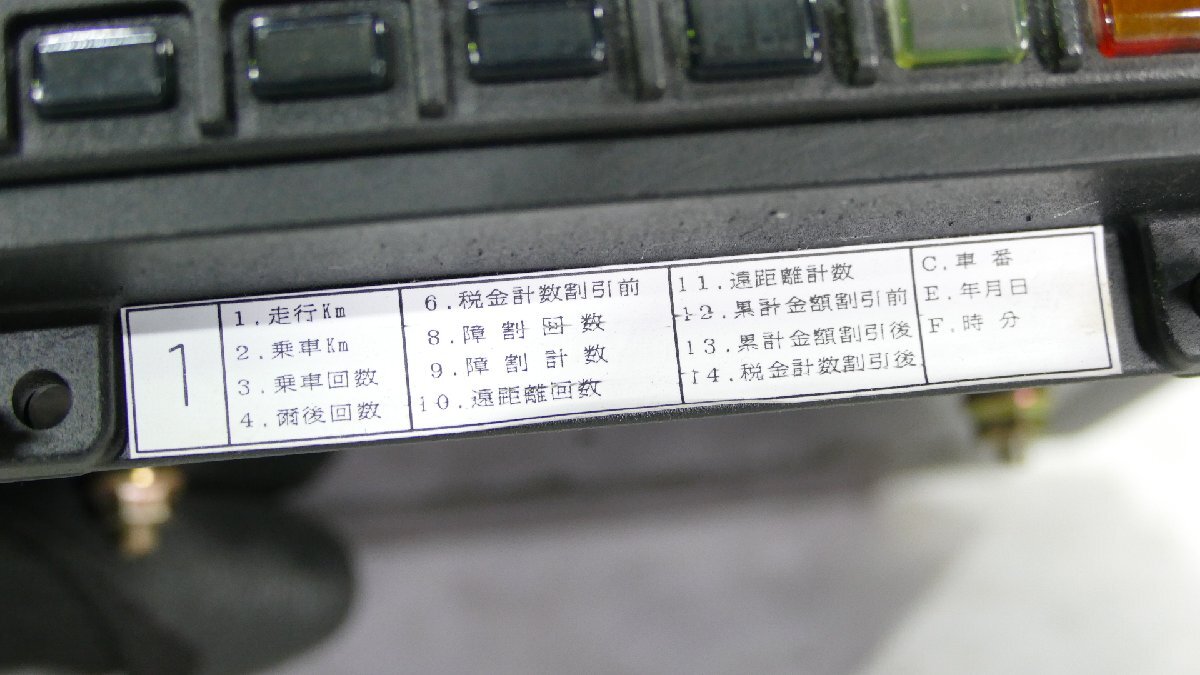 1
1.走行Km
2.乗車Km
3.乗車回数
4.爾後回数
6.税金計数割引前
8.障割回数
9.障割計数
10.遠距離回数
11.遠距離計数
12.累計金額割引前
13.累計金額割引後
14.税金計数割引後
C.車番
E.年月日
F.時分